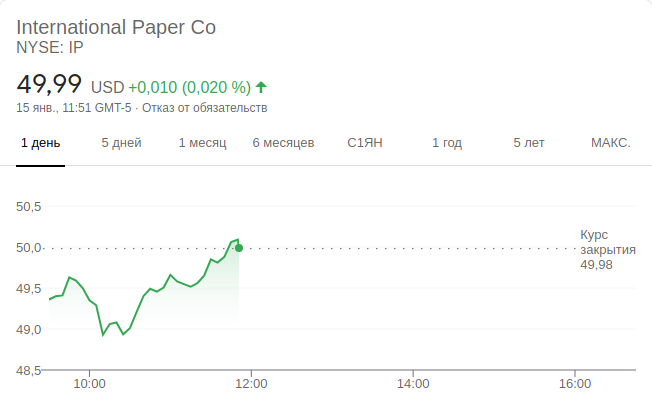 International Paper Co
NYSE: IP
49,99 USD +0,010 (0,020 %)
15 янв., 11:51 GMT-5 · Отказ от обязательств
1 день 5 дней 1 месяц 6 месяцев С1ЯН 1 год 5 лет МАКС.
50,5
50,0
49,5
49,0
48,5
Курс
закрытия
49,98
10:00 12:00 14:00 16:00